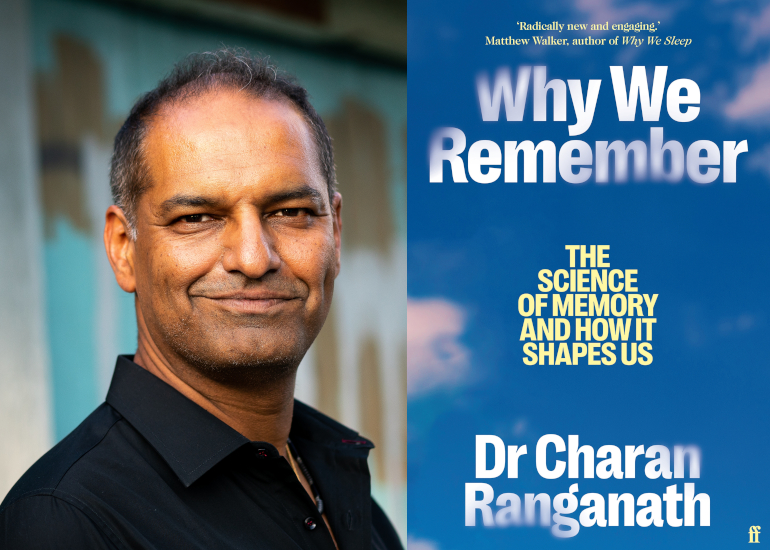 ‘Radically new and engaging.’
Matthew Walker, author of Why We Sleep
Why We
Remember
THE
SCIENCE
OF MEMORY
AND HOW IT
SHAPES US
Dr Charan
Ranganath
ff